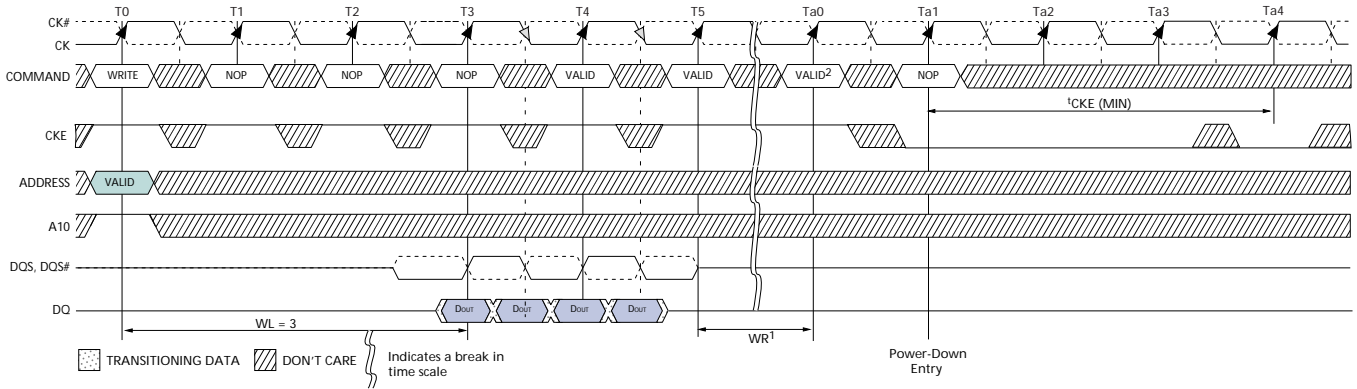 T0 T1 T2 T3 T4 T5 Ta0 Ta1 Ta2 Ta3 Ta4
CK#
CK
COMMAND WRITE NOP NOP NOP VALID VALID VALID2 NOP
tCKE (MIN)
CKE
ADDRESS VALID
A10
DQS, DQS#
DQ DOUT DOUT DOUT DOUT
WL = 3
WR1
TRANSITIONING DATA DON'T CARE Indicates a break in
time scale
Power-Down
Entry